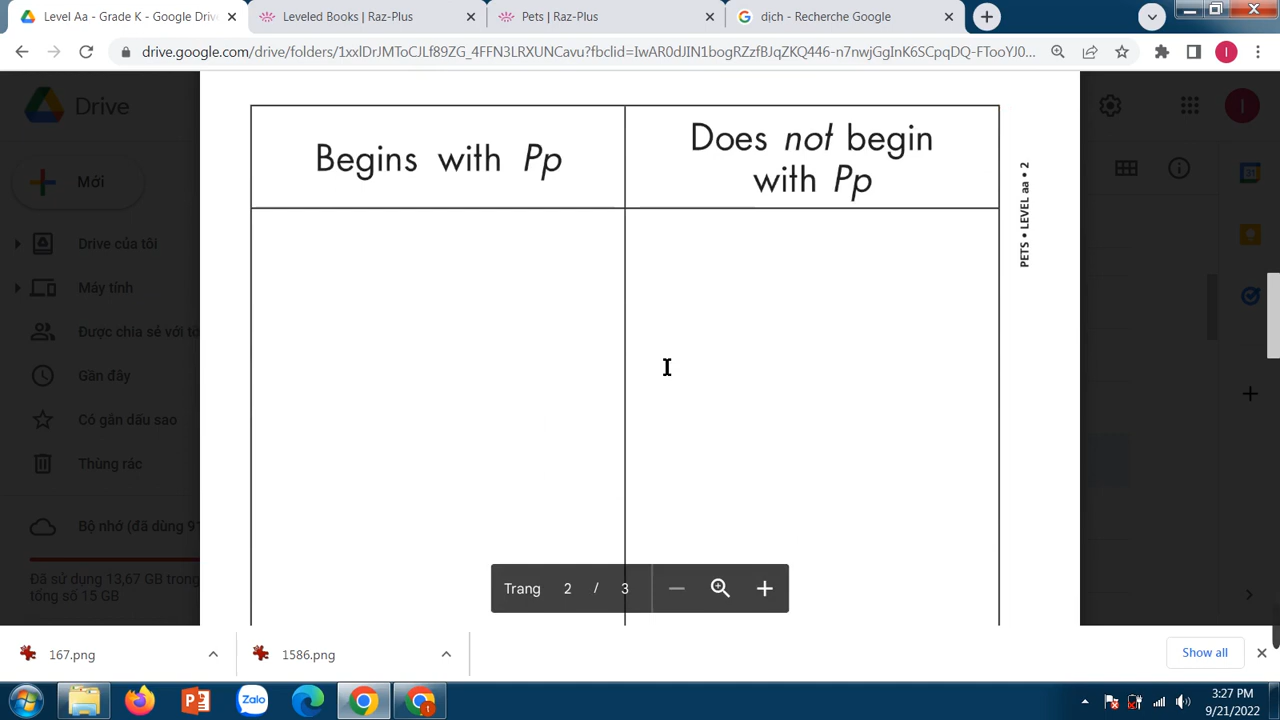 Level Aa - Grade K - Google Driv
Leveled Books | Raz-Plus
Raz-Plus
dich - Recherche Google
drive.google.com/drive/folders/1xxlDrJMToCJLf89ZG_4FFN3LRXUNCavu?fbclid=IwAR0dJIN1bogRZzfBJqZKQ446-n7nwjGgInK6SCpqDQ-FTooYJ0...
I
Drive
I
Mới
Drive của tôi
Máy tính
Được chia sẻ với tô
Gần đây
Có gắn dấu sao
Thùng rác
Bộ nhớ (đã dùng 91
Đã sử dụng 13,67 GB trong
tổng số 15 GB
Begins with Pp
Does not begin
with Pp
PETS • LEVEL aa • 2
Trang 2 / 3
167.png
1586.png
Show all
Zalo
3:27 PM
9/21/2022